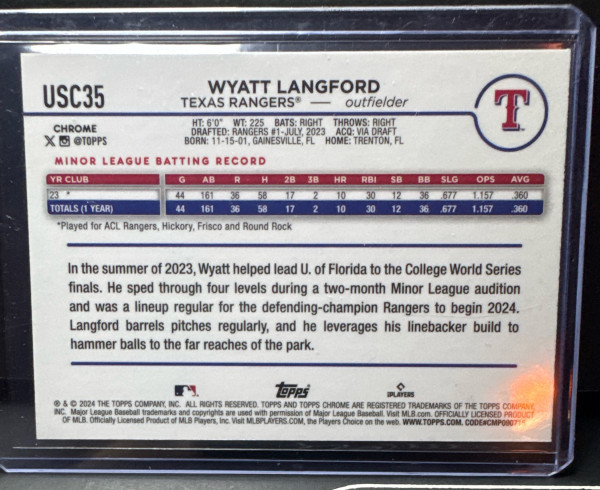 USC35
WYATT LANGFORD
TEXAS RANGERS® — outfielder
T
CHROME
@TOPPS
HT: 6'0" WT: 225 BATS: RIGHT THROWS: RIGHT
DRAFTED: RANGERS #1-JULY, 2023 ACQ: VIA DRAFT
BORN: 11-15-01, GAINESVILLE, FL HOME: TRENTON, FL
MINOR LEAGUE BATTING RECORD
YR CLUB G AB R H 2B 3B HR RBI SB BB SLG OPS AVG
23 * 44 161 36 58 17 2 10 30 12 36 .677 1.157 .360
TOTALS (1 YEAR) 44 161 36 58 17 2 10 30 12 36 .677 1.157 .360
*Played for ACL Rangers, Hickory, Frisco and Round Rock
In the summer of 2023, Wyatt helped lead U. of Florida to the College World Series
finals. He sped through four levels during a two-month Minor League audition
and was a lineup regular for the defending-champion Rangers to begin 2024.
Langford barrels pitches regularly, and he leverages his linebacker build to
hammer balls to the far reaches of the park.
Topps
PLAYERS
® & © 2024 THE TOPPS COMPANY, INC. ALL RIGHTS RESERVED. TOPPS AND TOPPS CHROME ARE REGISTERED TRADEMARKS OF THE TOPPS COMPANY,
INC. Major League Baseball trademarks and copyrights are used with permission of Major League Baseball. Visit MLB.com. OFFICIALLY LICENSED PRODUCT
OF MLB. Officially Licensed Product of MLB Players, Inc. Visit MLBPLAYERS.COM, the Players Choice on the web. WWW.TOPPS.COM.